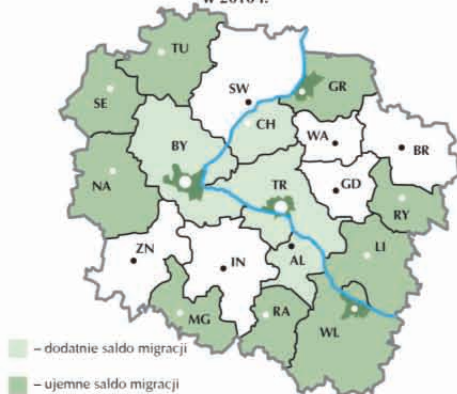 w 2010 r.
TU
GR
SE
SW
CH
WA
BR
BY
NA
TR
GD
RY
ZN
IN
AL
LI
MG
RA
WL
– dodatnie saldo migracji
– ujemne saldo migracji